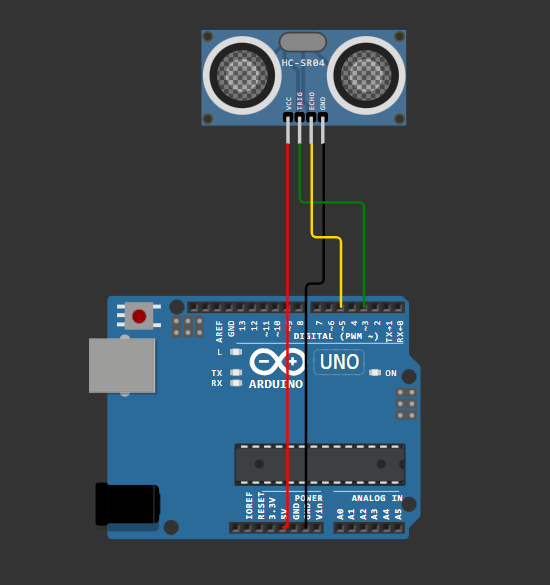 HC-SR04
VCC
TRIG
ECHO
GND
AREF
GND
13
12
~11
~10
~9
8
7
~6
~5
4
~3
2
TX→1
RX←0
DIGITAL (PWM ~)
L
TX
RX
ARDUINO
UNO
ON
POWER
ANALOG IN
IOREF
RESET
3.3V
5V
GND
GND
Vin
A0
A1
A2
A3
A4
A5